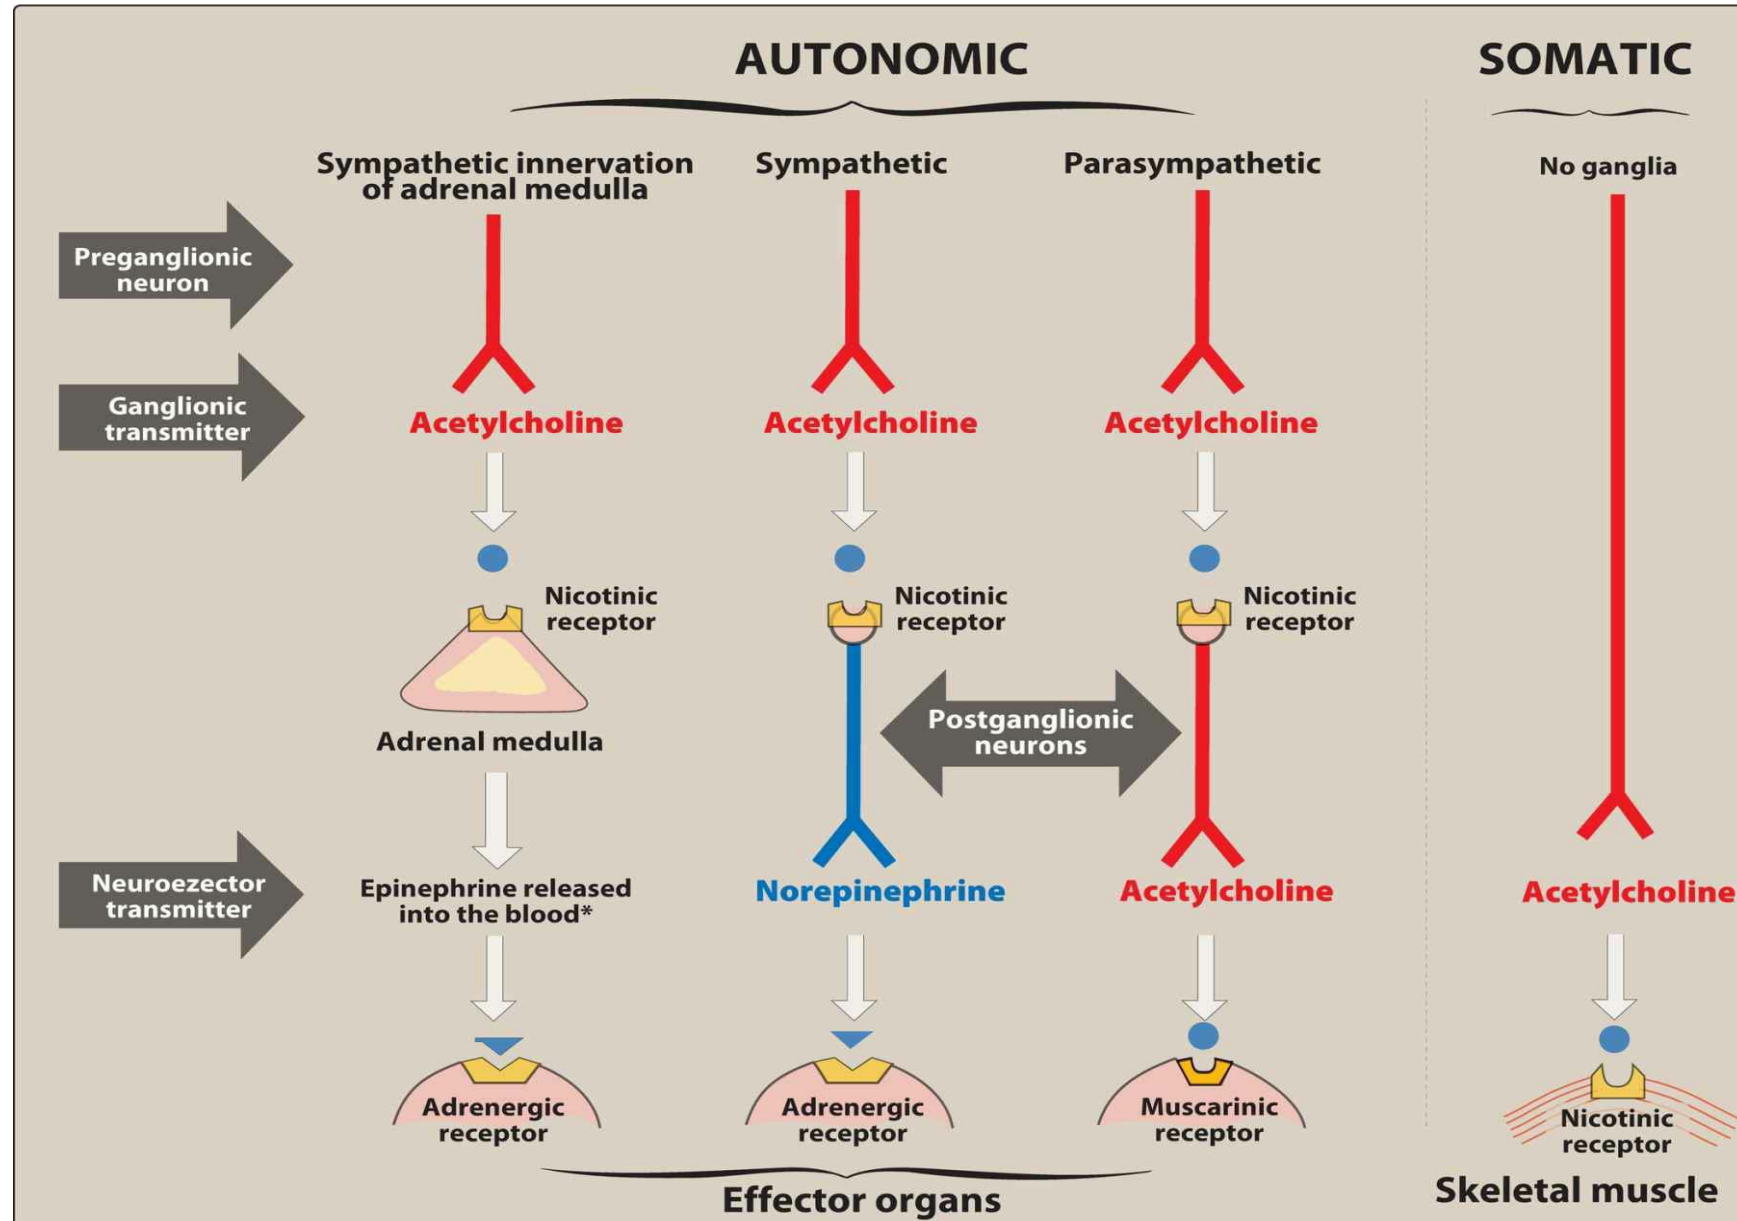 AUTONOMIC
SOMATIC
Sympathetic innervation
of adrenal medulla
Sympathetic
Parasympathetic
No ganglia
Preganglionic
neuron
Ganglionic
transmitter
Acetylcholine
Acetylcholine
Acetylcholine
Nicotinic
receptor
Nicotinic
receptor
Nicotinic
receptor
Adrenal medulla
Postganglionic
neurons
Neuroezector
transmitter
Epinephrine released
into the blood*
Norepinephrine
Acetylcholine
Acetylcholine
Adrenergic
receptor
Adrenergic
receptor
Muscarinic
receptor
Nicotinic
receptor
Effector organs
Skeletal muscle